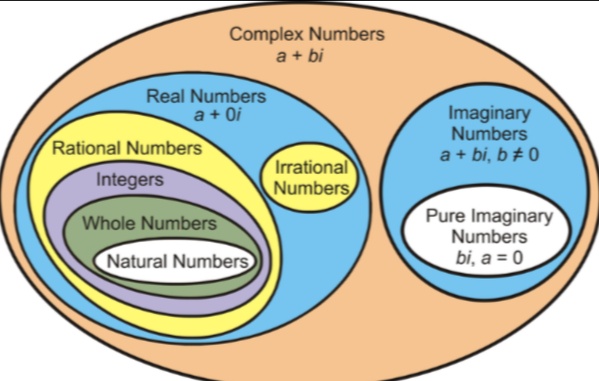 Complex Numbers
a + bi
Real Numbers
a + 0i
Rational Numbers
Integers
Whole Numbers
Natural Numbers
Irrational
Numbers
Imaginary
Numbers
a + bi, b ≠ 0
Pure Imaginary
Numbers
bi, a = 0